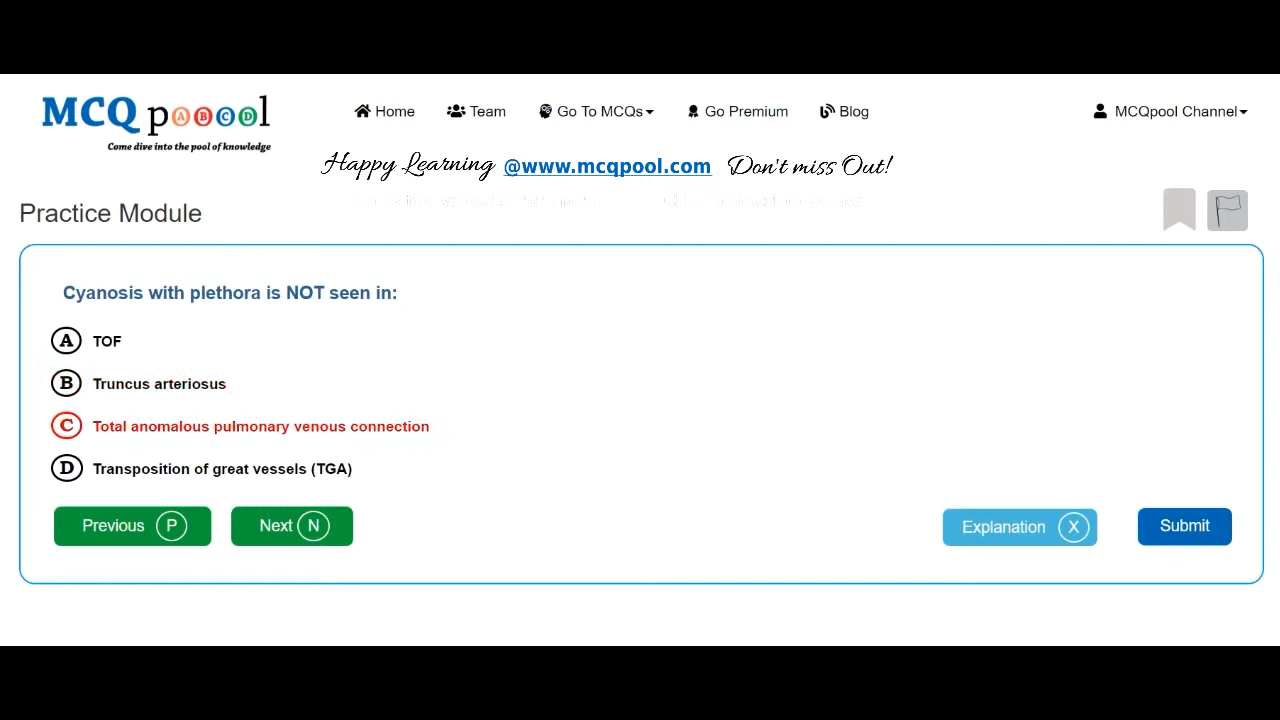 MCQ pABCDl
Come dive into the pool of knowledge
Home Team Go To MCQs Go Premium Blog MCQpool Channel
Happy Learning @www.mcqpool.com Don't miss Out!
Practice Module
Cyanosis with plethora is NOT seen in:
A TOF
B Truncus arteriosus
C Total anomalous pulmonary venous connection
D Transposition of great vessels (TGA)
Previous P Next N Explanation X Submit